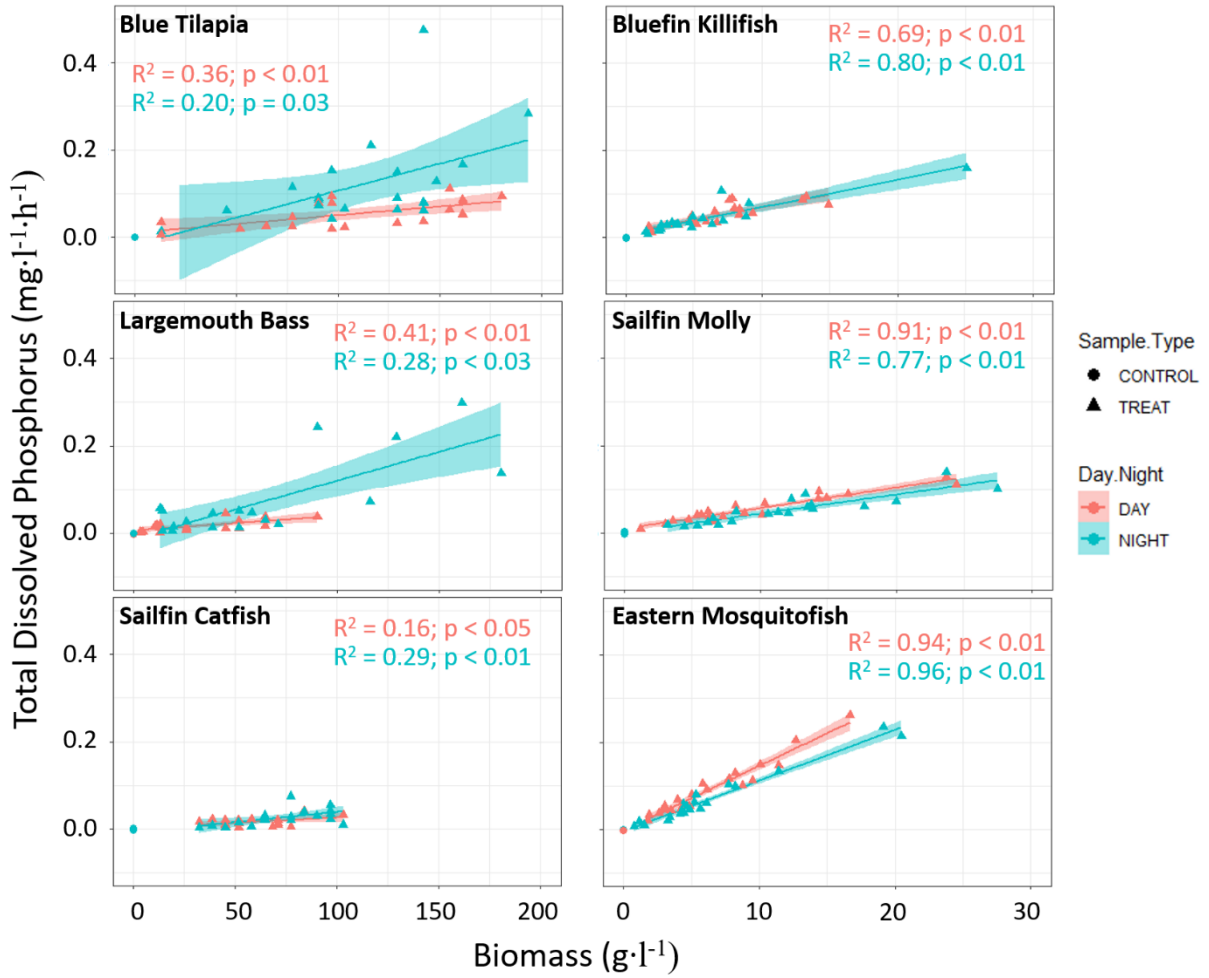 Total Dissolved Phosphorus (mg·l⁻¹·h⁻¹)
Blue Tilapia
R² = 0.36; p < 0.01
R² = 0.20; p = 0.03
0.4
0.2
0.0
Bluefin Killifish
R² = 0.69; p < 0.01
R² = 0.80; p < 0.01
Largemouth Bass
R² = 0.41; p < 0.01
R² = 0.28; p < 0.03
0.4
0.2
0.0
Sailfin Molly
R² = 0.91; p < 0.01
R² = 0.77; p < 0.01
Sailfin Catfish
R² = 0.16; p < 0.05
R² = 0.29; p < 0.01
0.4
0.2
0.0
Eastern Mosquitofish
R² = 0.94; p < 0.01
R² = 0.96; p < 0.01
0 50 100 150 200
0 10 20 30
Biomass (g·l⁻¹)
Sample.Type
CONTROL
TREAT
Day.Night
DAY
NIGHT